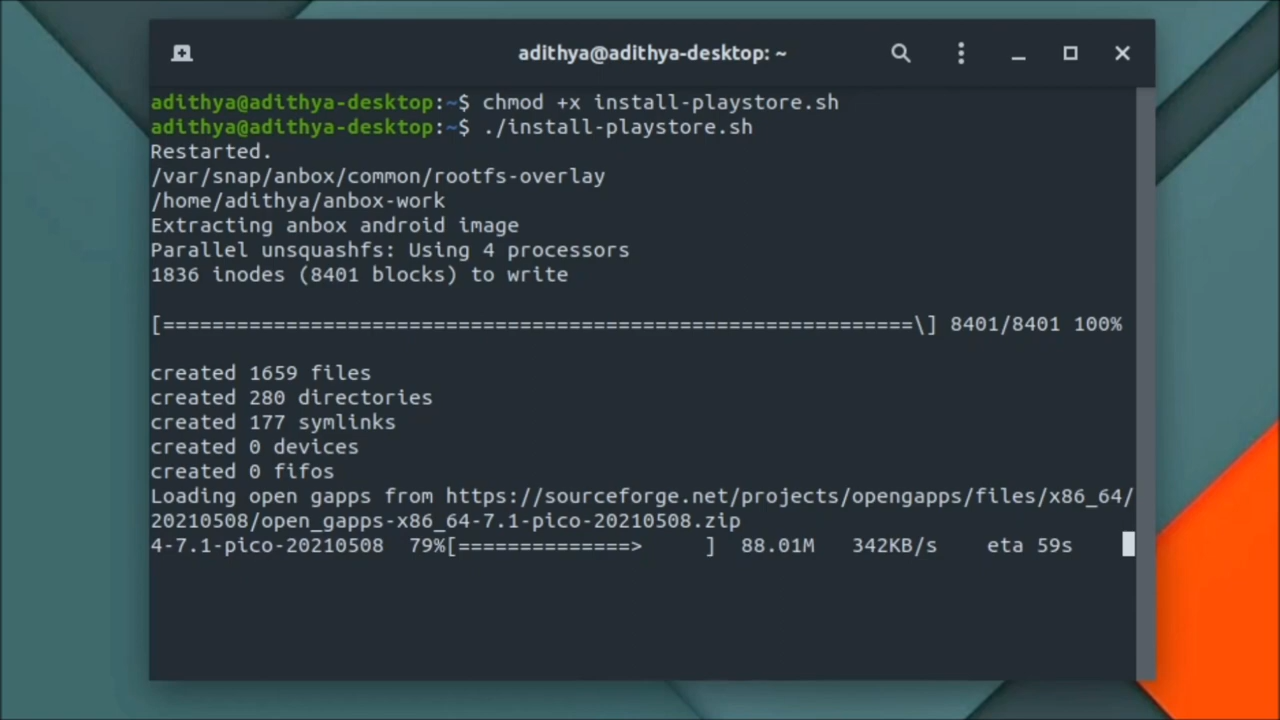 adithya@adithya-desktop: ~
adithya@adithya-desktop:~$ chmod +x install-playstore.sh
adithya@adithya-desktop:~$ ./install-playstore.sh
Restarted.
/var/snap/anbox/common/rootfs-overlay
/home/adithya/anbox-work
Extracting anbox android image
Parallel unsquashfs: Using 4 processors
1836 inodes (8401 blocks) to write
[=============================================================\] 8401/8401 100%
created 1659 files
created 280 directories
created 177 symlinks
created 0 devices
created 0 fifos
Loading open gapps from https://sourceforge.net/projects/opengapps/files/x86_64/
20210508/open_gapps-x86_64-7.1-pico-20210508.zip
4-7.1-pico-20210508  79%[==============>     ]  88.01M   342KB/s    eta 59s